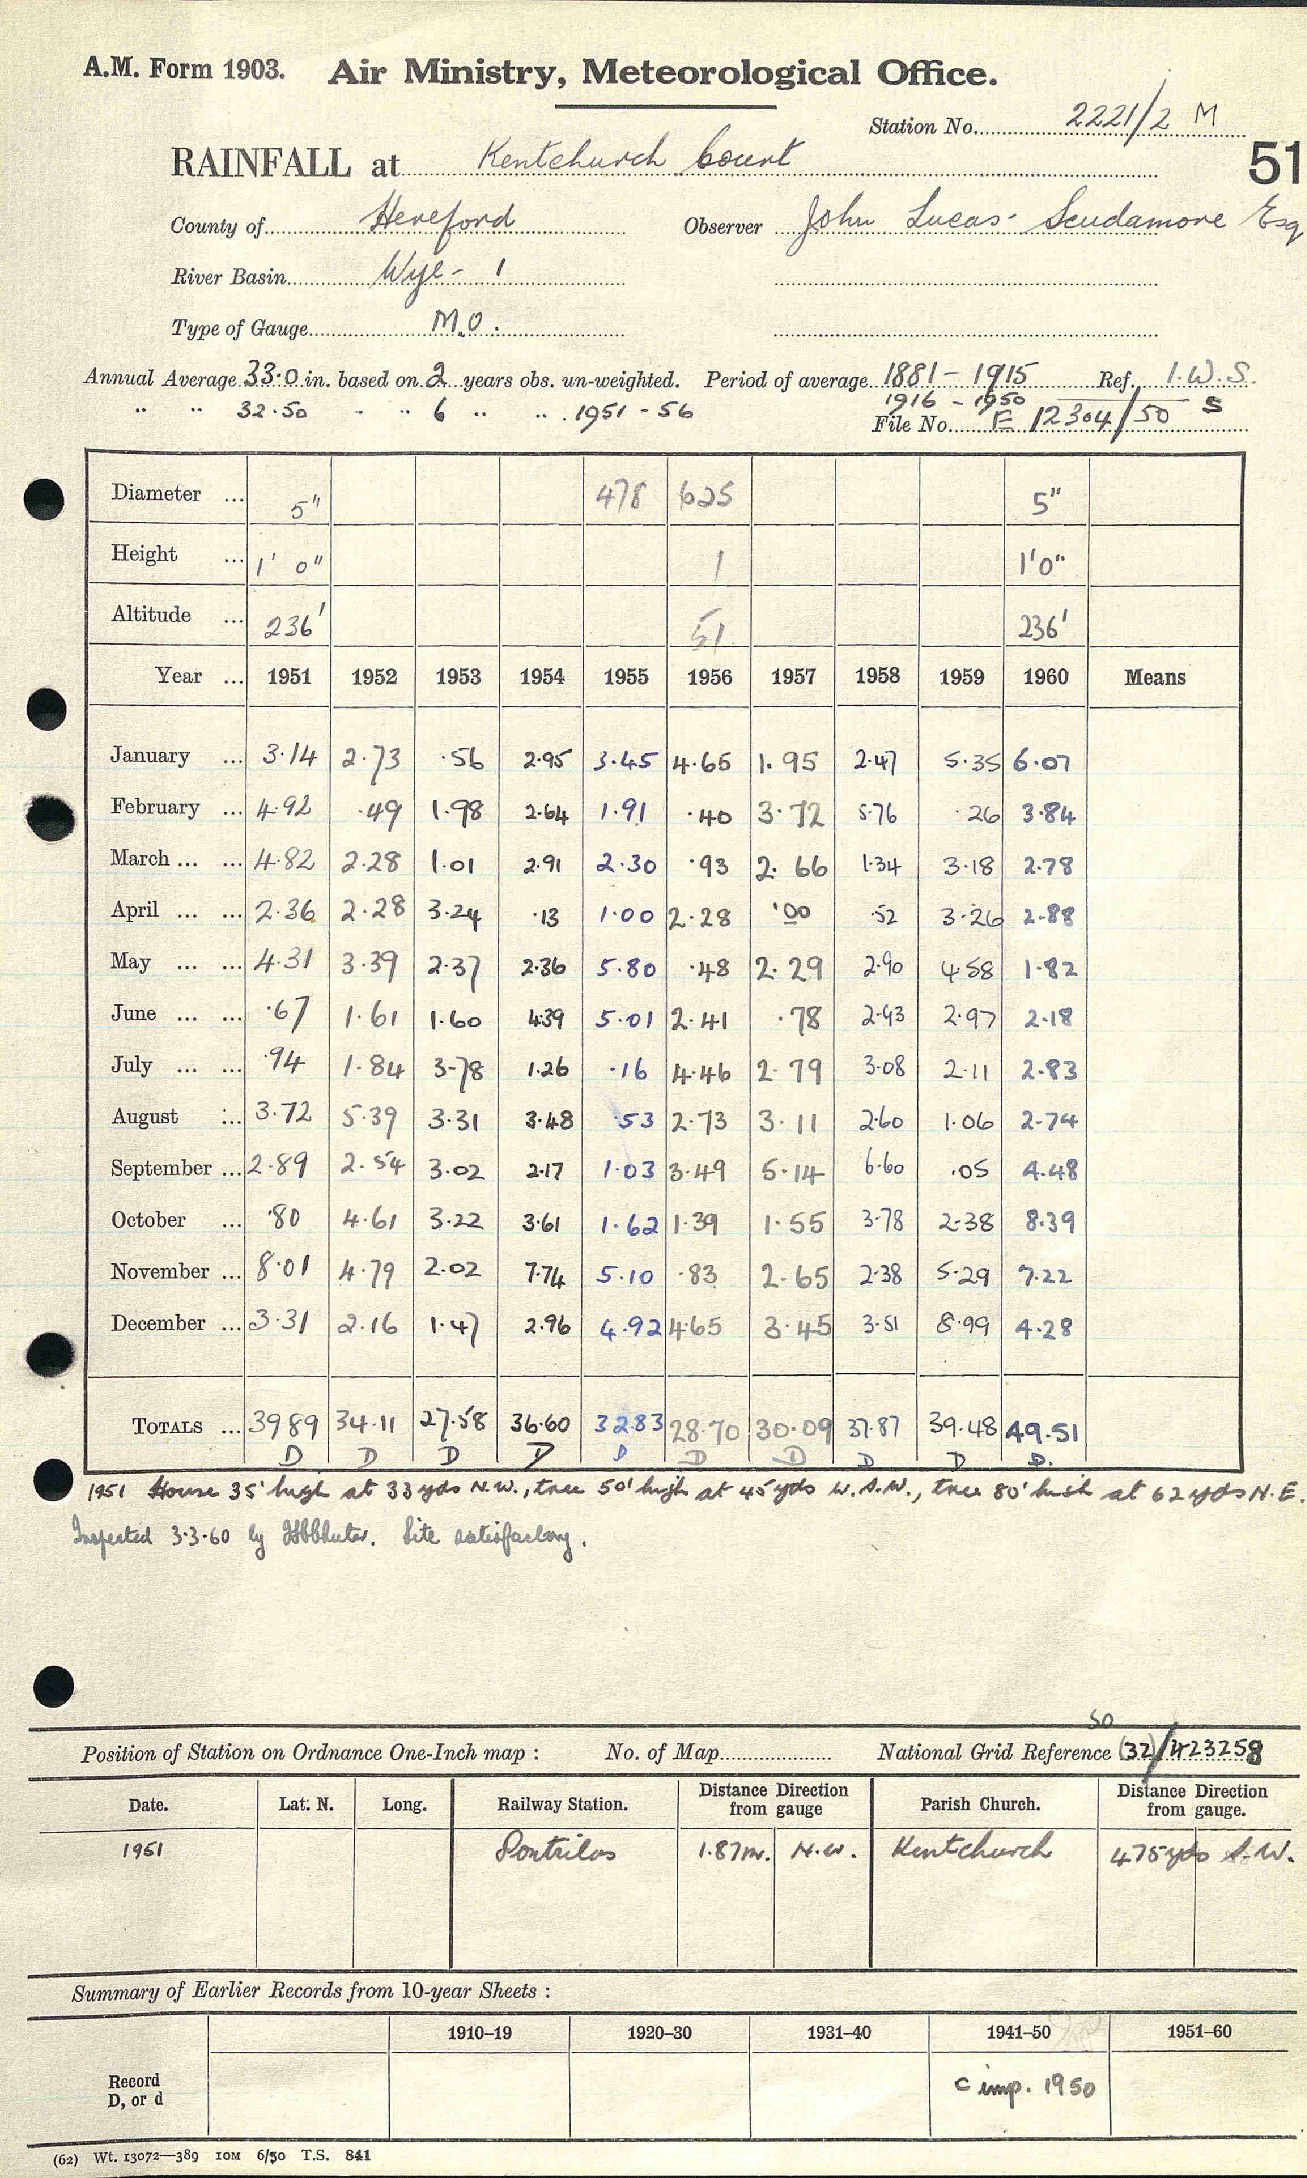 A.M. Form 1903. Air Ministry, Meteorological Office.
Station No. 2221/2 M
RAINFALL at Kentchurch Court 51
County of Hereford Observer John Lucas-Scudamore Esq
River Basin Wye - 1
Type of Gauge M.O.
Annual Average 33.0 in. based on 2 years obs. un-weighted. Period of average 1881 - 1915 Ref. I.W.S.
" " 32.50 - " 6 " " 1951 - 56 1916 - 1950 S
File No. E 12304/50
Diameter ... 5" 478 625 5"
Height ... 1' 0" 1 1'0"
Altitude ... 236' 51 236'
Year ... 1951 1952 1953 1954 1955 1956 1957 1958 1959 1960 Means
January ... 3.14 2.73 .56 2.95 3.45 4.65 1.95 2.47 5.35 6.07
February ... 4.92 .49 1.98 2.64 1.91 .40 3.72 5.76 .26 3.84
March ... ... 4.82 2.28 1.01 2.91 2.30 .93 2.66 1.34 3.18 2.78
April ... ... 2.36 2.28 3.24 .13 1.00 2.28 .00 .52 3.26 2.88
May ... ... 4.31 3.39 2.37 2.36 5.80 .48 2.29 2.90 4.58 1.82
June ... ... .67 1.61 1.60 4.39 5.01 2.41 .78 2.93 2.97 2.18
July ... ... .94 1.84 3.78 1.26 .16 4.46 2.79 3.08 2.11 2.83
August ... 3.72 5.39 3.31 3.48 .53 2.73 3.11 2.60 1.06 2.74
September ... 2.89 2.54 3.02 2.17 1.03 3.49 5.14 6.60 .05 4.48
October ... .80 4.61 3.22 3.61 1.62 1.39 1.55 3.78 2.38 8.39
November ... 8.01 4.79 2.02 7.74 5.10 .83 2.65 2.38 5.29 7.22
December ... 3.31 2.16 1.47 2.96 4.92 4.65 3.45 3.51 8.99 4.28
TOTALS ... 39.89 34.11 27.58 36.60 32.83 28.70 30.09 37.87 39.48 49.51
D D D D D D D D D D.
1951 House 35' high at 33 yds N.W., tree 50' high at 45 yds W.S.W., tree 80' high at 62 yds N.E.
Inspected 3.3.60 by Site satisfactory.
50
Position of Station on Ordnance One-Inch map : No. of Map National Grid Reference (32)/423258
Date. Lat. N. Long. Railway Station. Distance Direction from gauge Parish Church. Distance Direction from gauge.
1951 Pontrilas 1.87m. N.W. Kentchurch 475 yds S.W.
Summary of Earlier Records from 10-year Sheets :
1910–19 1920–30 1931–40 1941–50 1951–60
Record D, or d C imp. 1950
(62) Wt. 13072—389 10M 6/50 T.S. 841